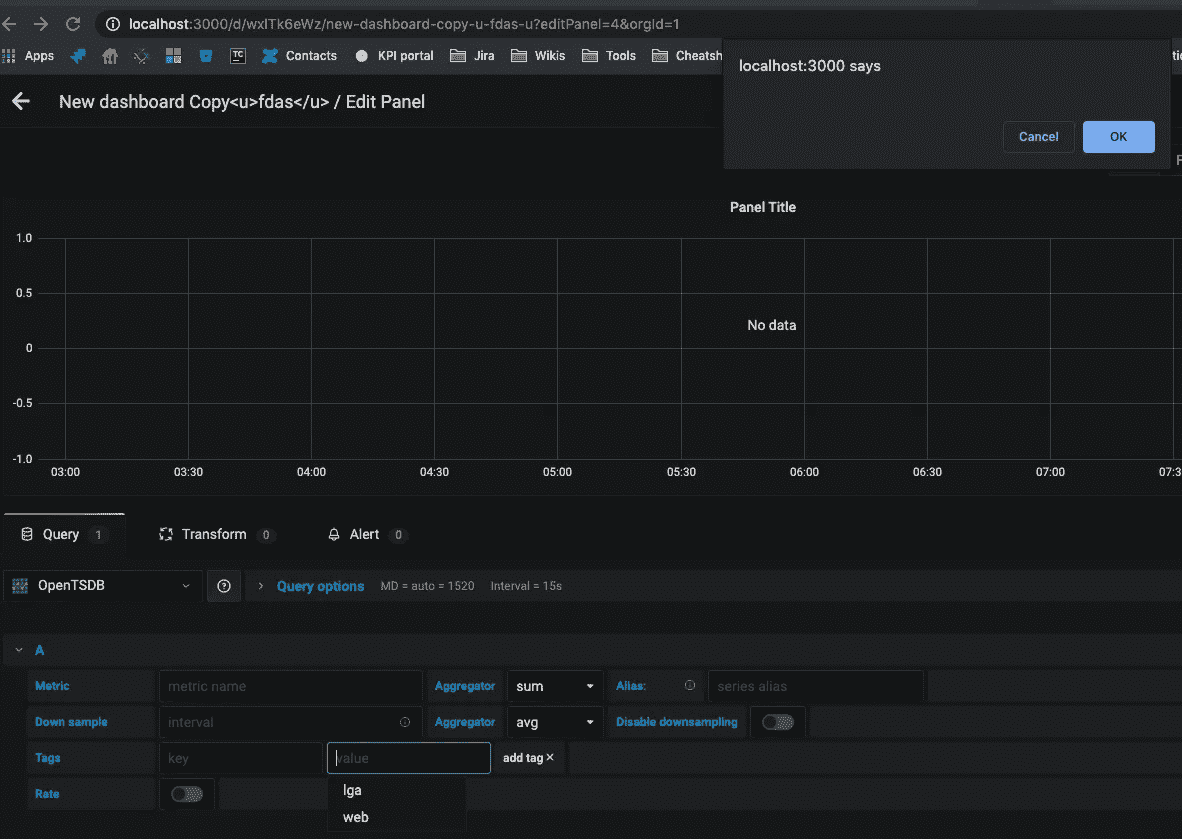 localhost:3000/d/wxlTk6eWz/new-dashboard-copy-u-fdas-u?editPanel=4&orgId=1
Apps TC Contacts KPI portal Jira Wikis Tools Cheatsh
localhost:3000 says
Cancel OK
New dashboard Copy<u>fdas</u> / Edit Panel
Panel Title
1.0
0.5
No data
0
-0.5
-1.0
03:00 03:30 04:00 04:30 05:00 05:30 06:00 06:30 07:00 07:3
Query 1 Transform 0 Alert 0
OpenTSDB Query options MD = auto = 1520 Interval = 15s
A
Metric metric name Aggregator sum Alias: series alias
Down sample interval Aggregator avg Disable downsampling
Tags key value add tag ×
Rate
lga
web